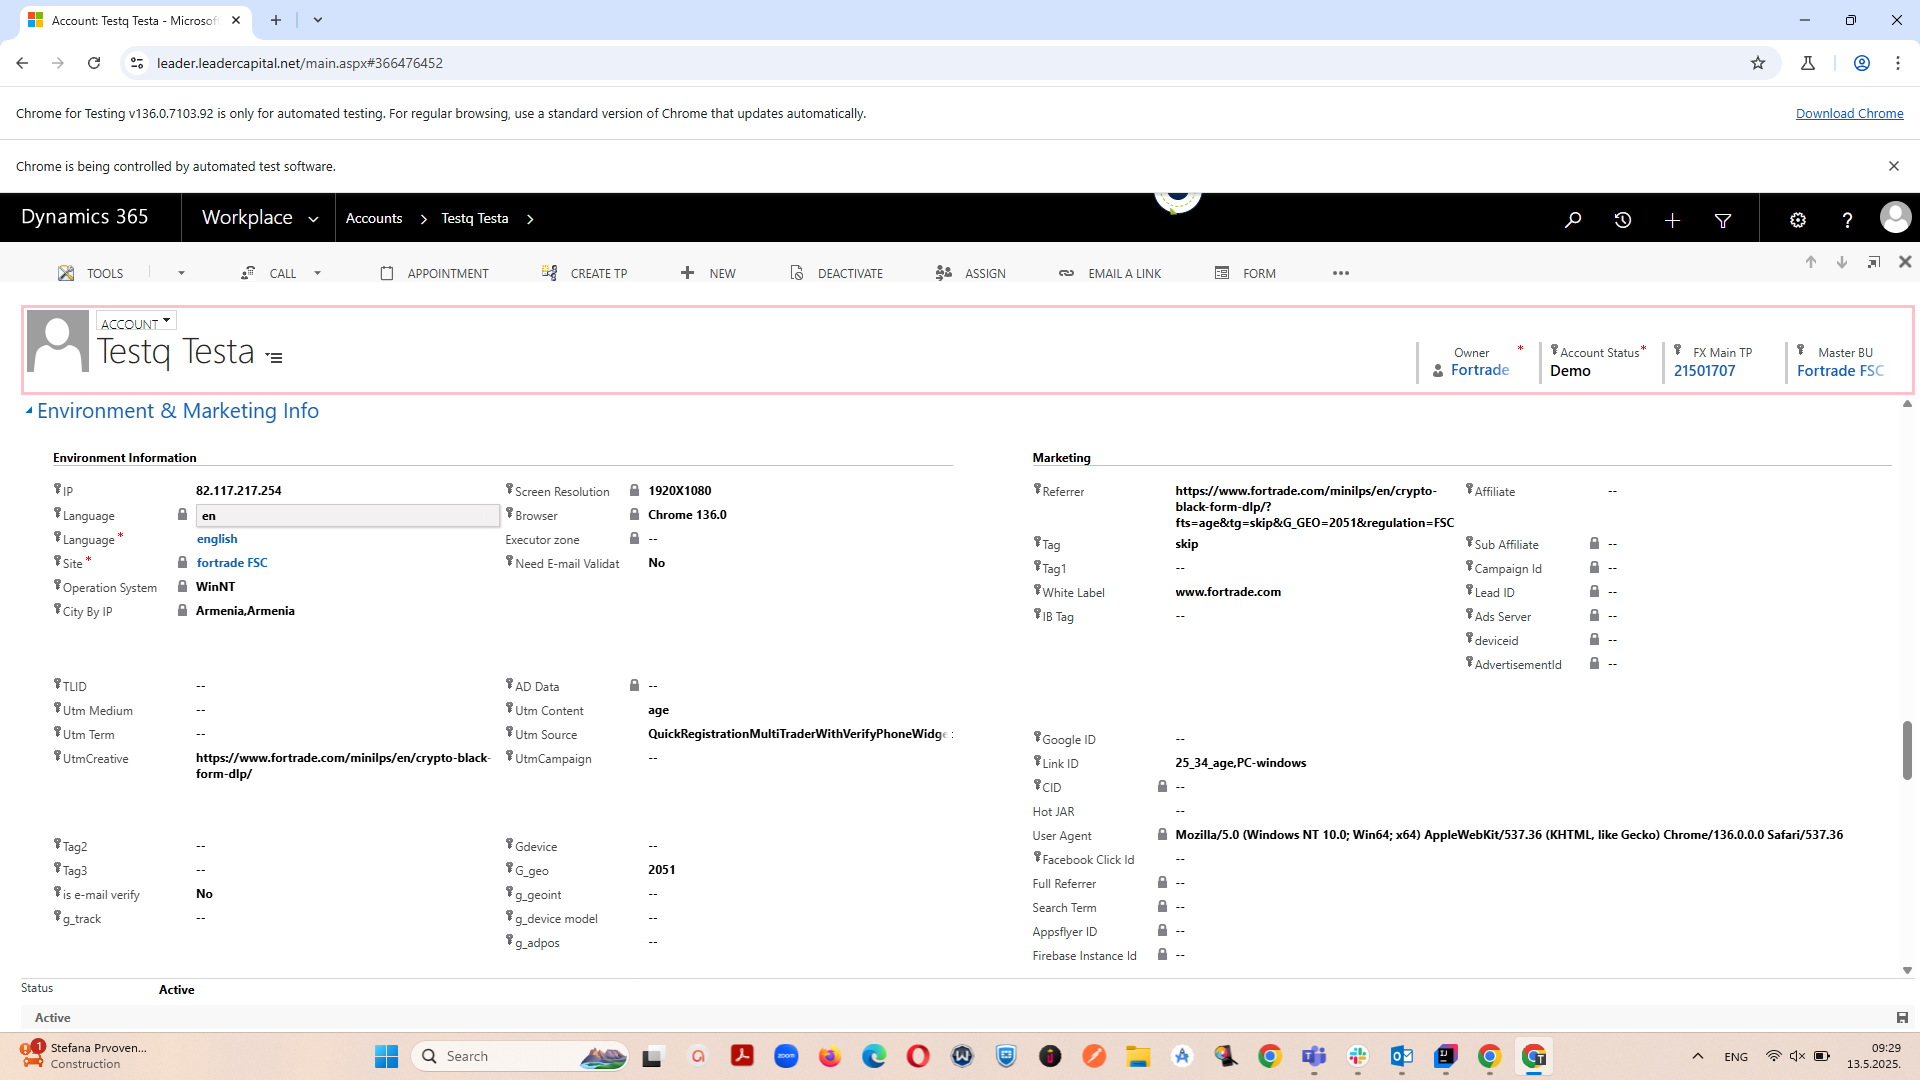 Account: Testq Testa - Microsof
leader.leadercapital.net/main.aspx#366476452
Chrome for Testing v136.0.7103.92 is only for automated testing. For regular browsing, use a standard version of Chrome that updates automatically.
Download Chrome
Chrome is being controlled by automated test software.
Dynamics 365
Workplace
Accounts
Testq Testa
TOOLS
CALL
APPOINTMENT
CREATE TP
NEW
DEACTIVATE
ASSIGN
EMAIL A LINK
FORM
ACCOUNT
Testq Testa
Owner *
Fortrade
Account Status*
Demo
FX Main TP
21501707
Master BU
Fortrade FSC
Environment & Marketing Info
Environment Information
IP 82.117.217.254
Language en
Language* english
Site* fortrade FSC
Operation System WinNT
City By IP Armenia,Armenia
Screen Resolution 1920X1080
Browser Chrome 136.0
Executor zone --
Need E-mail Validat No
TLID --
Utm Medium --
Utm Term --
UtmCreative https://www.fortrade.com/minilps/en/crypto-black-
form-dlp/
AD Data --
Utm Content age
Utm Source QuickRegistrationMultiTraderWithVerifyPhoneWidge
UtmCampaign --
Tag2 --
Tag3 --
is e-mail verify No
g_track --
Gdevice --
G_geo 2051
g_geoint --
g_device model --
g_adpos --
Marketing
Referrer https://www.fortrade.com/minilps/en/crypto-
black-form-dlp/?
fts=age&tg=skip&G_GEO=2051&regulation=FSC
Tag skip
Tag1 --
White Label www.fortrade.com
IB Tag --
Affiliate --
Sub Affiliate --
Campaign Id --
Lead ID --
Ads Server --
deviceid --
AdvertisementId --
Google ID --
Link ID 25_34_age,PC-windows
CID --
Hot JAR --
User Agent Mozilla/5.0 (Windows NT 10.0; Win64; x64) AppleWebKit/537.36 (KHTML, like Gecko) Chrome/136.0.0.0 Safari/537.36
Facebook Click Id --
Full Referrer --
Search Term --
Appsflyer ID --
Firebase Instance Id --
Status Active
Active
1
Stefana Prvoven...
Construction
Search
zoom
ENG
09:29
13.5.2025.